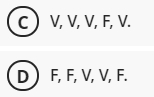 C V, V, V, F, V.
D F, F, V, V, F.